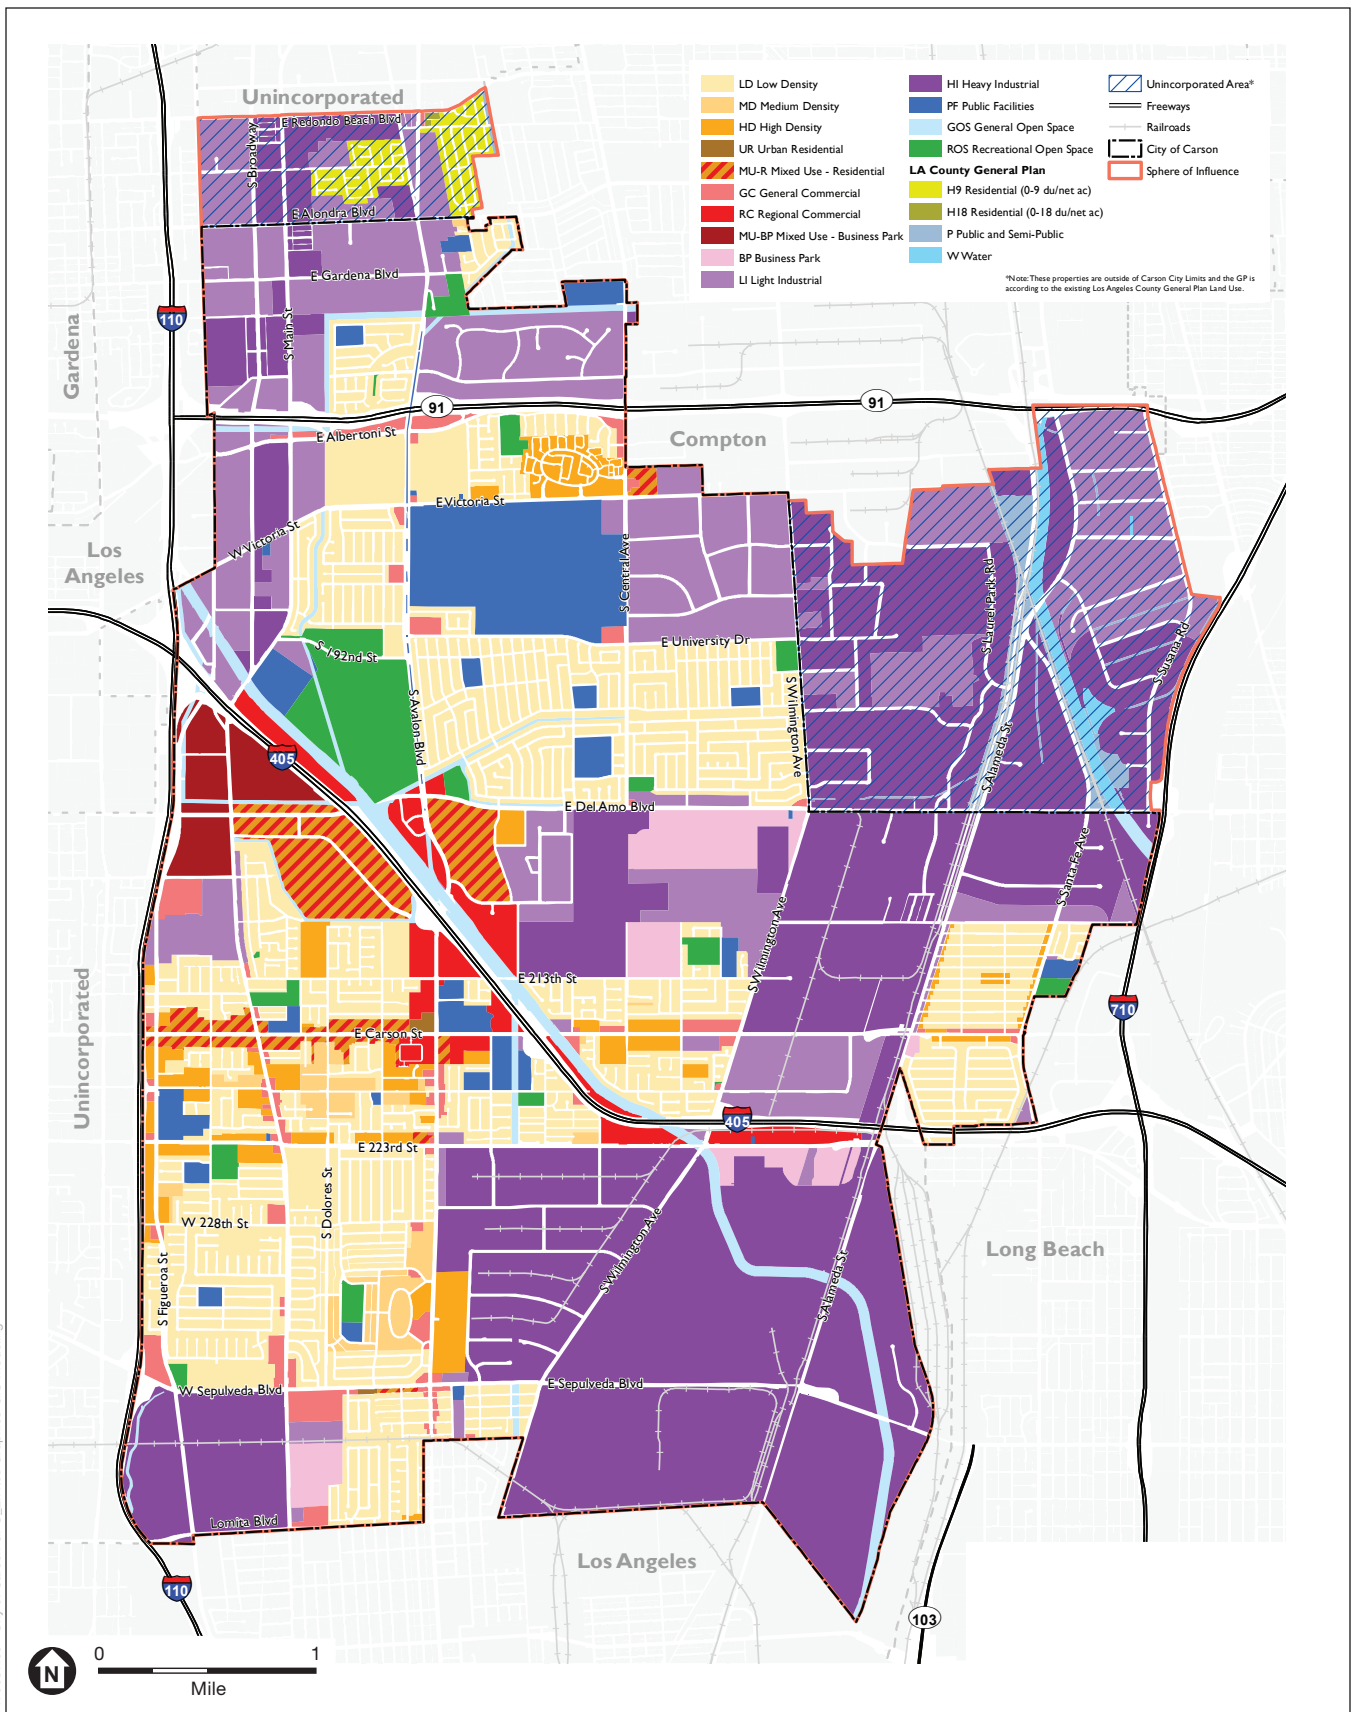 LD Low Density
MD Medium Density
HD High Density
UR Urban Residential
MU-R Mixed Use - Residential
GC General Commercial
RC Regional Commercial
MU-BP Mixed Use - Business Park
BP Business Park
LI Light Industrial
HI Heavy Industrial
PF Public Facilities
GOS General Open Space
ROS Recreational Open Space
LA County General Plan
H9 Residential (0-9 du/net ac)
H18 Residential (0-18 du/net ac)
P Public and Semi-Public
W Water
Unincorporated Area*
Freeways
Railroads
City of Carson
Sphere of Influence
*Note: These properties are outside of Carson City Limits and the GP is
according to the existing Los Angeles County General Plan Land Use.
Unincorporated
E Redondo Beach Blvd
S Broadway
E Alondra Blvd
E Gardena Blvd
110
S Main St
Gardena
91
91
E Albertoni St
Compton
E Victoria St
W Victoria St
Los
Angeles
S Central Ave
S Laurel Park Rd
E University Dr
S 192nd St
S Susana Rd
S Avalon Blvd
S Wilmington Ave
405
S Alameda St
E Del Amo Blvd
S Santa Fe Ave
S Wilmington Ave
E 213th St
710
Unincorporated
E Carson St
405
E 223rd St
S Dolores St
W 228th St
S Wilmington Ave
S Figueroa St
S Alameda St
Long Beach
W Sepulveda Blvd
E Sepulveda Blvd
Lomita Blvd
Los Angeles
110
103
N
0
1
Mile